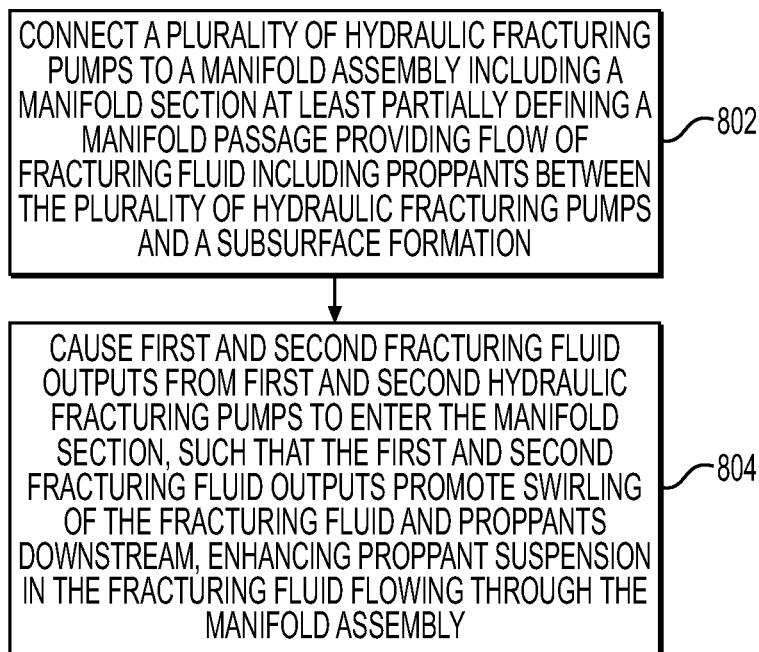 CONNECT A PLURALITY OF HYDRAULIC FRACTURING
PUMPS TO A MANIFOLD ASSEMBLY INCLUDING A
MANIFOLD SECTION AT LEAST PARTIALLY DEFINING A
MANIFOLD PASSAGE PROVIDING FLOW OF
FRACTURING FLUID INCLUDING PROPPANTS BETWEEN
THE PLURALITY OF HYDRAULIC FRACTURING PUMPS
AND A SUBSURFACE FORMATION
802
CAUSE FIRST AND SECOND FRACTURING FLUID
OUTPUTS FROM FIRST AND SECOND HYDRAULIC
FRACTURING PUMPS TO ENTER THE MANIFOLD
SECTION, SUCH THAT THE FIRST AND SECOND
FRACTURING FLUID OUTPUTS PROMOTE SWIRLING
OF THE FRACTURING FLUID AND PROPPANTS
DOWNSTREAM, ENHANCING PROPPANT SUSPENSION
IN THE FRACTURING FLUID FLOWING THROUGH THE
MANIFOLD ASSEMBLY
804